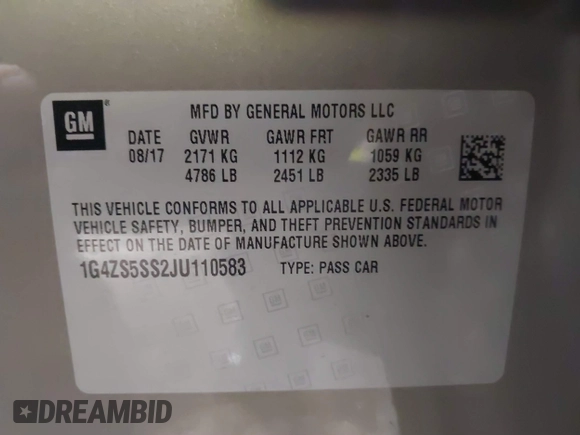 GM ®
MFD BY GENERAL MOTORS LLC
DATE GVWR GAWR FRT GAWR RR
08/17 2171 KG 1112 KG 1059 KG
4786 LB 2451 LB 2335 LB
THIS VEHICLE CONFORMS TO ALL APPLICABLE U.S. FEDERAL MOTOR
VEHICLE SAFETY, BUMPER, AND THEFT PREVENTION STANDARDS IN
EFFECT ON THE DATE OF MANUFACTURE SHOWN ABOVE.
1G4ZS5SS2JU110583 TYPE: PASS CAR
DREAMBID